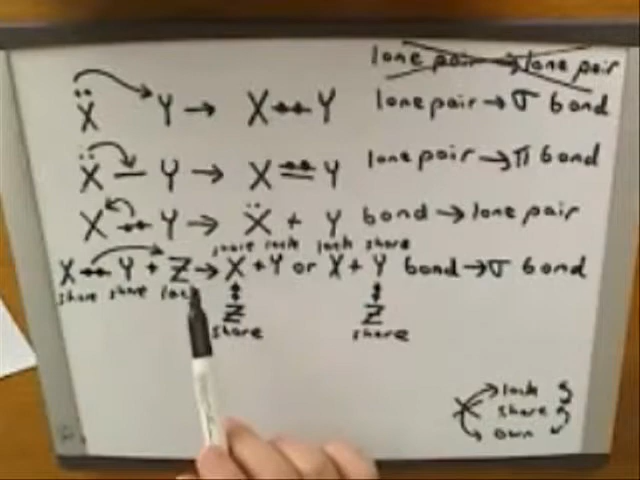 lone pair → lone pair
Ẍ Y → X •• Y lone pair → σ bond
Ẍ — Y → X = Y lone pair → π bond
X •• Y → Ẍ + Y bond → lone pair
share lack lack share
X •• Y + Z → X + Y or X + Y bond → σ bond
share share lack
Z Z
share share
X lack
share
own